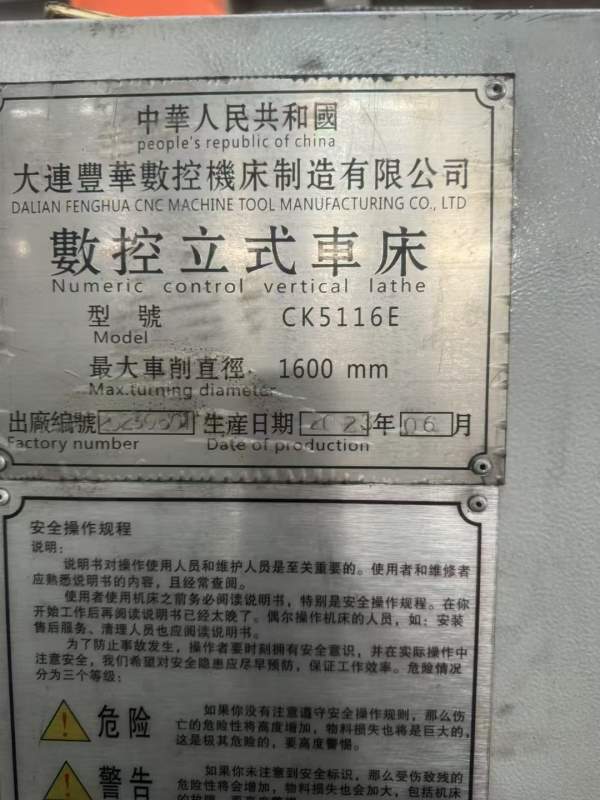 中華人民共和國
people's republic of china
大連豐華數控機床制造有限公司
DALIAN FENGHUA CNC MACHINE TOOL MANUFACTURING CO., LTD
數控立式車床
Numeric control vertical lathe
型號 CK5116E
Model
最大車削直徑 1600 mm
Max.turning diameter
出廠編號 生産日期 2023年06月
Factory number Date of production
安全操作规程
说明：
说明书对操作使用人员和维护人员是至关重要的。使用者和维修者
应熟悉说明书的内容，且经常查阅。
使用者使用机床之前务必阅读说明书，特别是安全操作规程。在你
开始工作后再阅读说明书已经太晚了。偶尔操作机床的人员，如：安装
售后服务、清理人员也应阅读说明书。
为了防止事故发生，操作者要时刻拥有安全意识，并在实际操作中
注意安全，我们希望对安全隐患应尽早预防，保证工作效率。危险情况
分为三个等级：
危险
如果你没有注意遵守安全操作规则，那么伤
亡的危险性将高度增加，物料损失也将是巨大的，
这是极其危险的，要高度警惕。
警告
如果你未注意到安全标识，那么受伤致残的
危险性将会增加，物料损失也会加大，包括机床